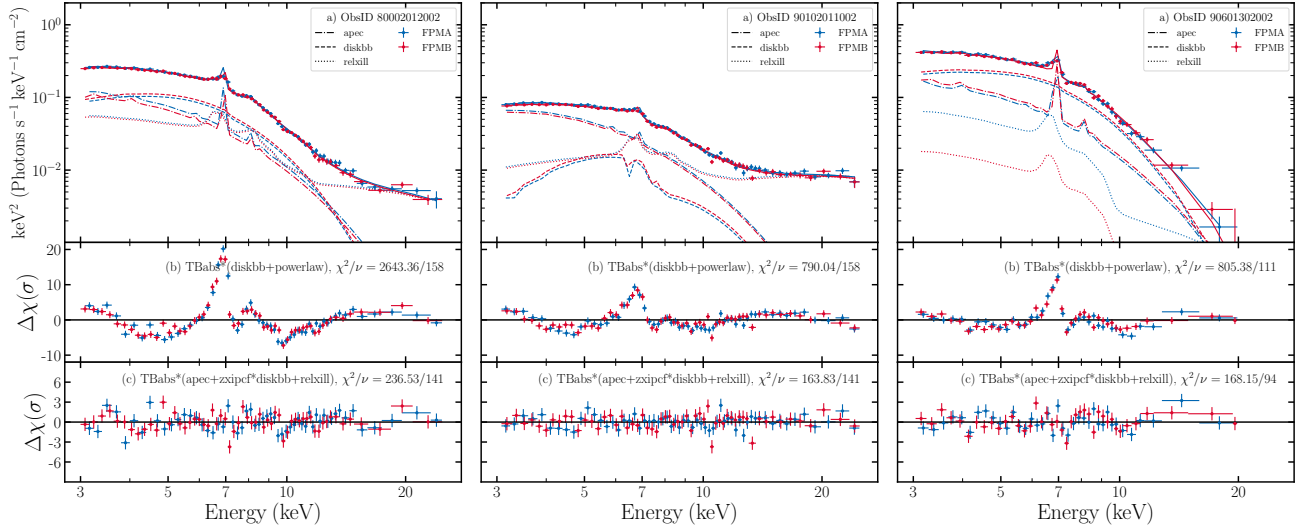 a) ObsID 80002012002
apec FPMA
diskbb FPMB
relxill
a) ObsID 90102011002
apec FPMA
diskbb FPMB
relxill
a) ObsID 90601302002
apec FPMA
diskbb FPMB
relxill
keV² (Photons s⁻¹ keV⁻¹ cm⁻²)
10⁰
10⁻¹
10⁻²
(b) TBabs*(diskbb+powerlaw), χ²/ν = 2643.36/158
(b) TBabs*(diskbb+powerlaw), χ²/ν = 790.04/158
(b) TBabs*(diskbb+powerlaw), χ²/ν = 805.38/111
Δχ(σ)
20
10
0
−10
(c) TBabs*(apec+zxipcf*diskbb+relxill), χ²/ν = 236.53/141
(c) TBabs*(apec+zxipcf*diskbb+relxill), χ²/ν = 163.83/141
(c) TBabs*(apec+zxipcf*diskbb+relxill), χ²/ν = 168.15/94
Δχ(σ)
6
3
0
−3
−6
3 5 7 10 20
3 5 7 10 20
3 5 7 10 20
Energy (keV)
Energy (keV)
Energy (keV)